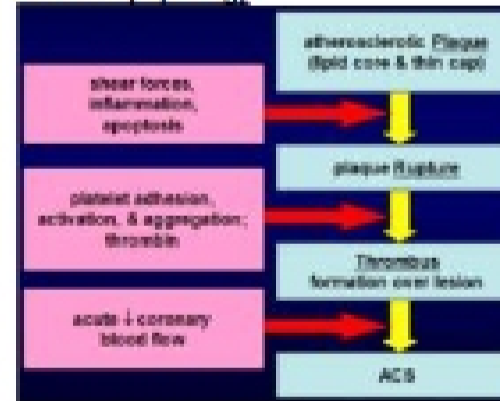 atherosclerotic Plaque
(lipid core & thin cap)
shear forces,
inflammation,
apoptosis
plaque Rupture
platelet adhesion,
activation, & aggregation;
thrombin
Thrombus
formation over lesion
acute ↓ coronary
blood flow
ACS